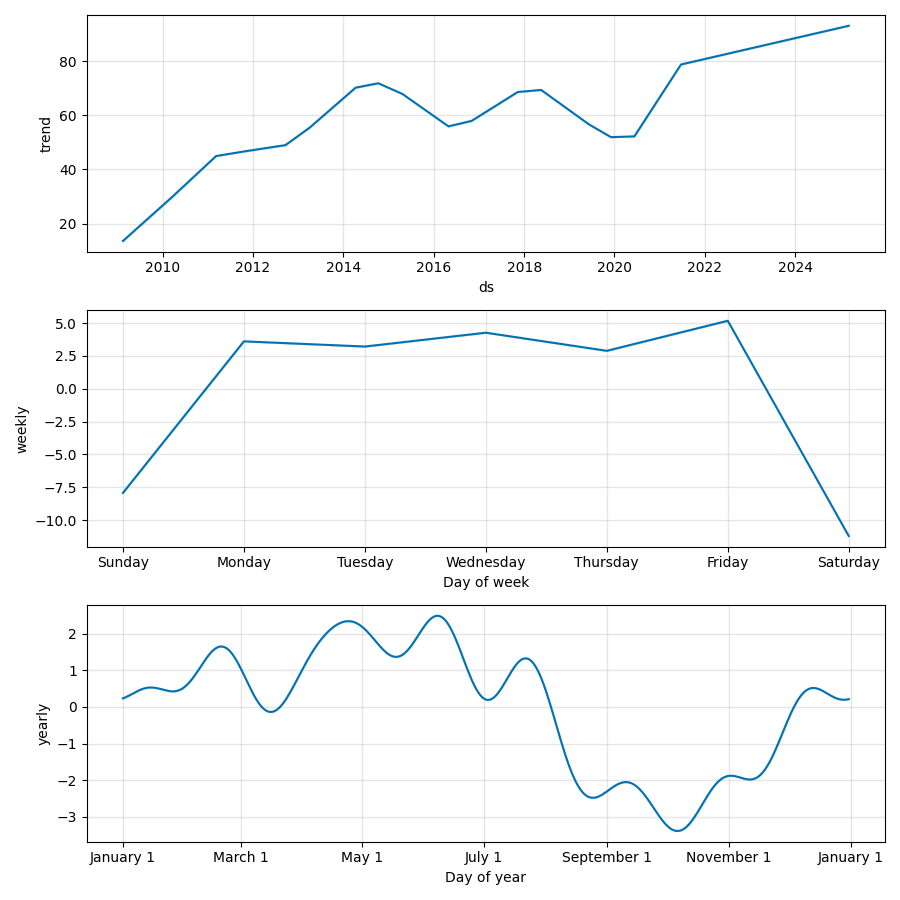 80
60
40
20
trend
2010 2012 2014 2016 2018 2020 2022 2024
ds
5.0
2.5
0.0
−2.5
−5.0
−7.5
−10.0
weekly
Sunday Monday Tuesday Wednesday Thursday Friday Saturday
Day of week
2
1
0
−1
−2
−3
yearly
January 1 March 1 May 1 July 1 September 1 November 1 January 1
Day of year